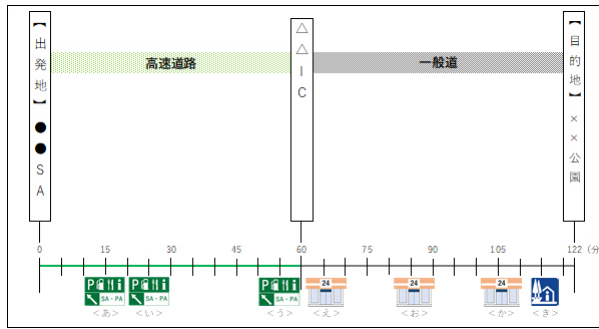 【出発地】●●SA
高速道路
△△IC
一般道
【目的地】××公園
0 15 30 45 60 75 90 105 122 (分)
P SA・PA
P SA・PA
P SA・PA
24
24
24
<あ> <い> <う> <え> <お> <か> <き>